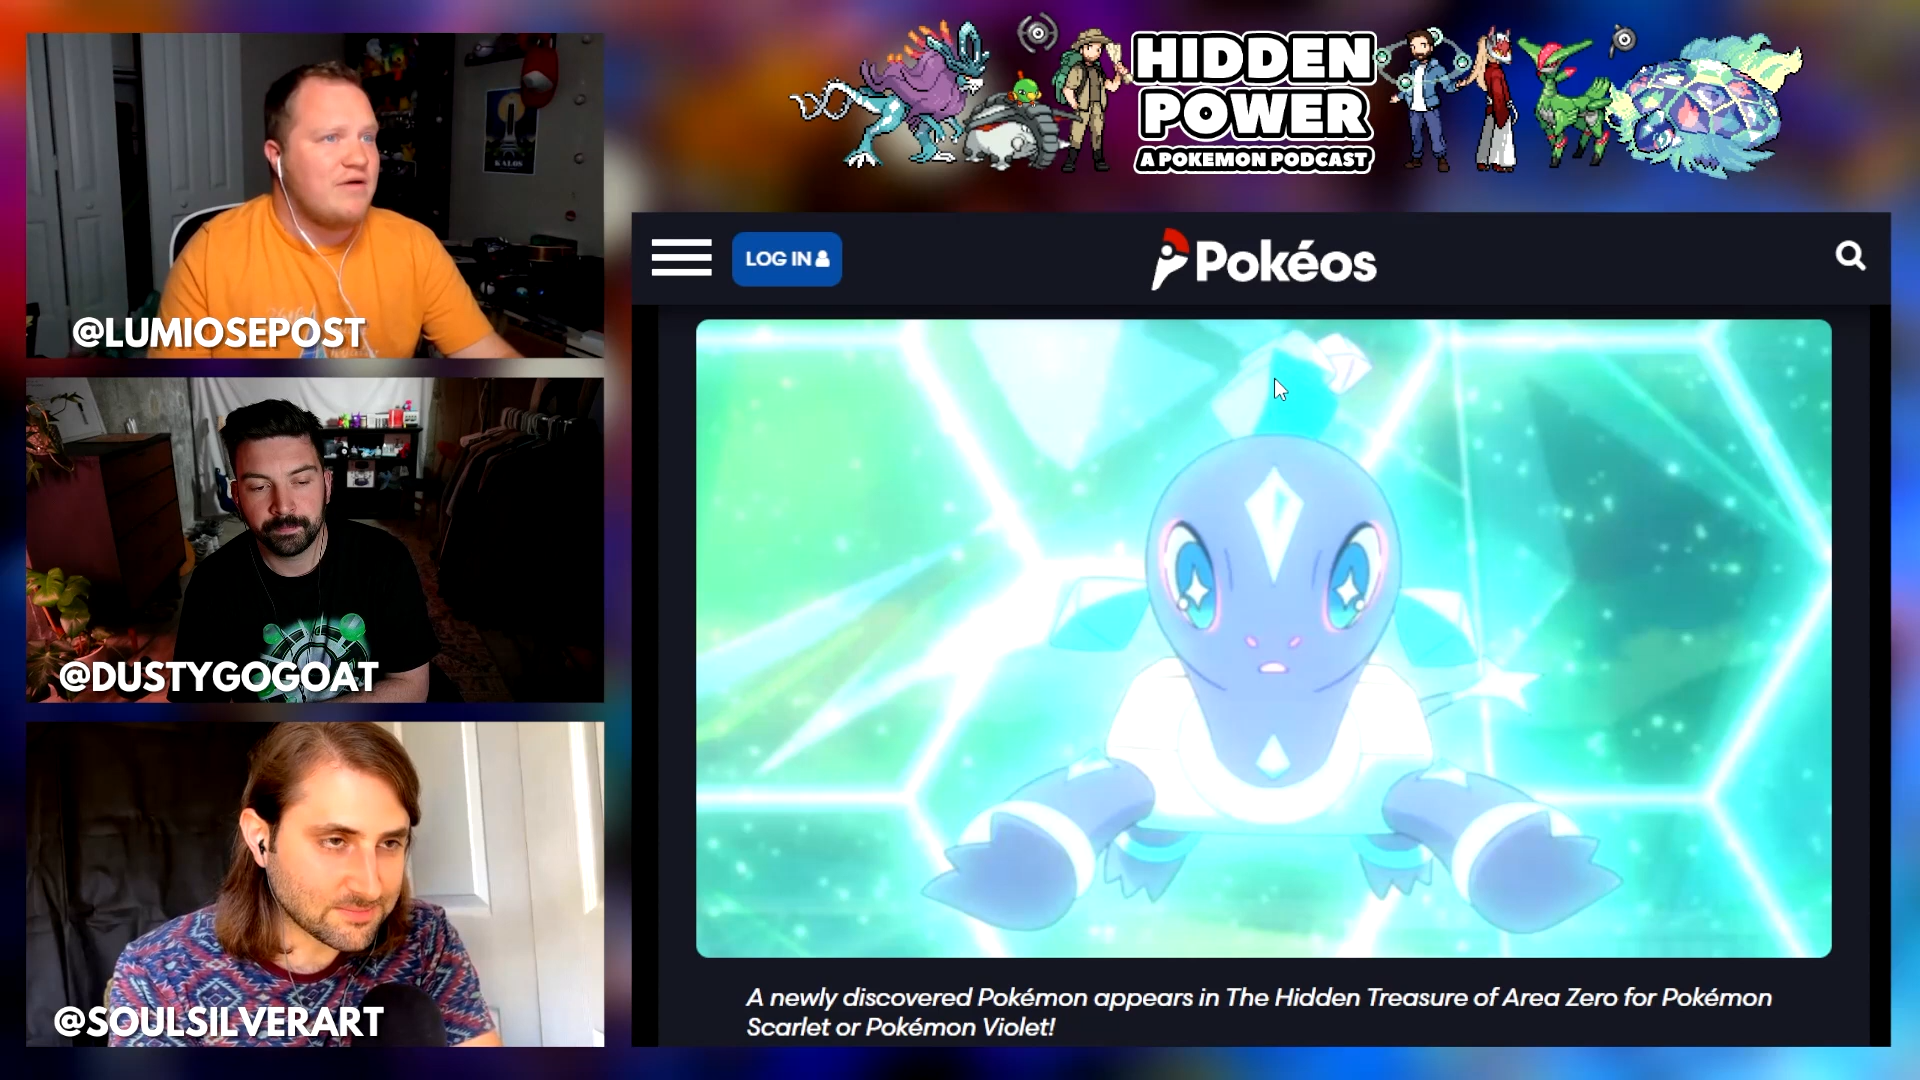 HIDDEN
POWER
A POKEMON PODCAST
LOG IN
Pokéos
KALOS
@LUMIOSEPOST
@DUSTYGOGOAT
@SOULSILVERART
A newly discovered Pokémon appears in The Hidden Treasure of Area Zero for Pokémon
Scarlet or Pokémon Violet!